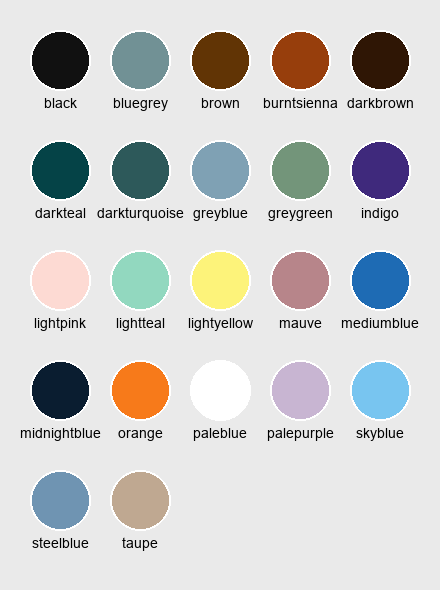 black bluegrey brown burntsienna darkbrown
darkteal darkturquoise greyblue greygreen indigo
lightpink lightteal lightyellow mauve mediumblue
midnightblue orange paleblue palepurple skyblue
steelblue taupe